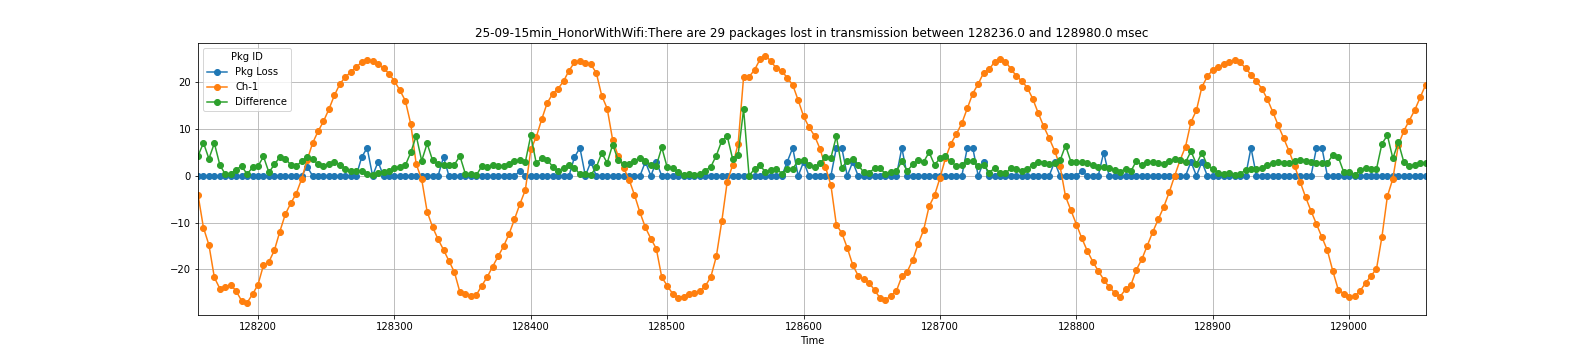 25-09-15min_HonorWithWifi:There are 29 packages lost in transmission between 128236.0 and 128980.0 msec
Pkg ID
Pkg Loss
Ch-1
Difference
20
10
0
−10
−20
128200 128300 128400 128500 128600 128700 128800 128900 129000
Time